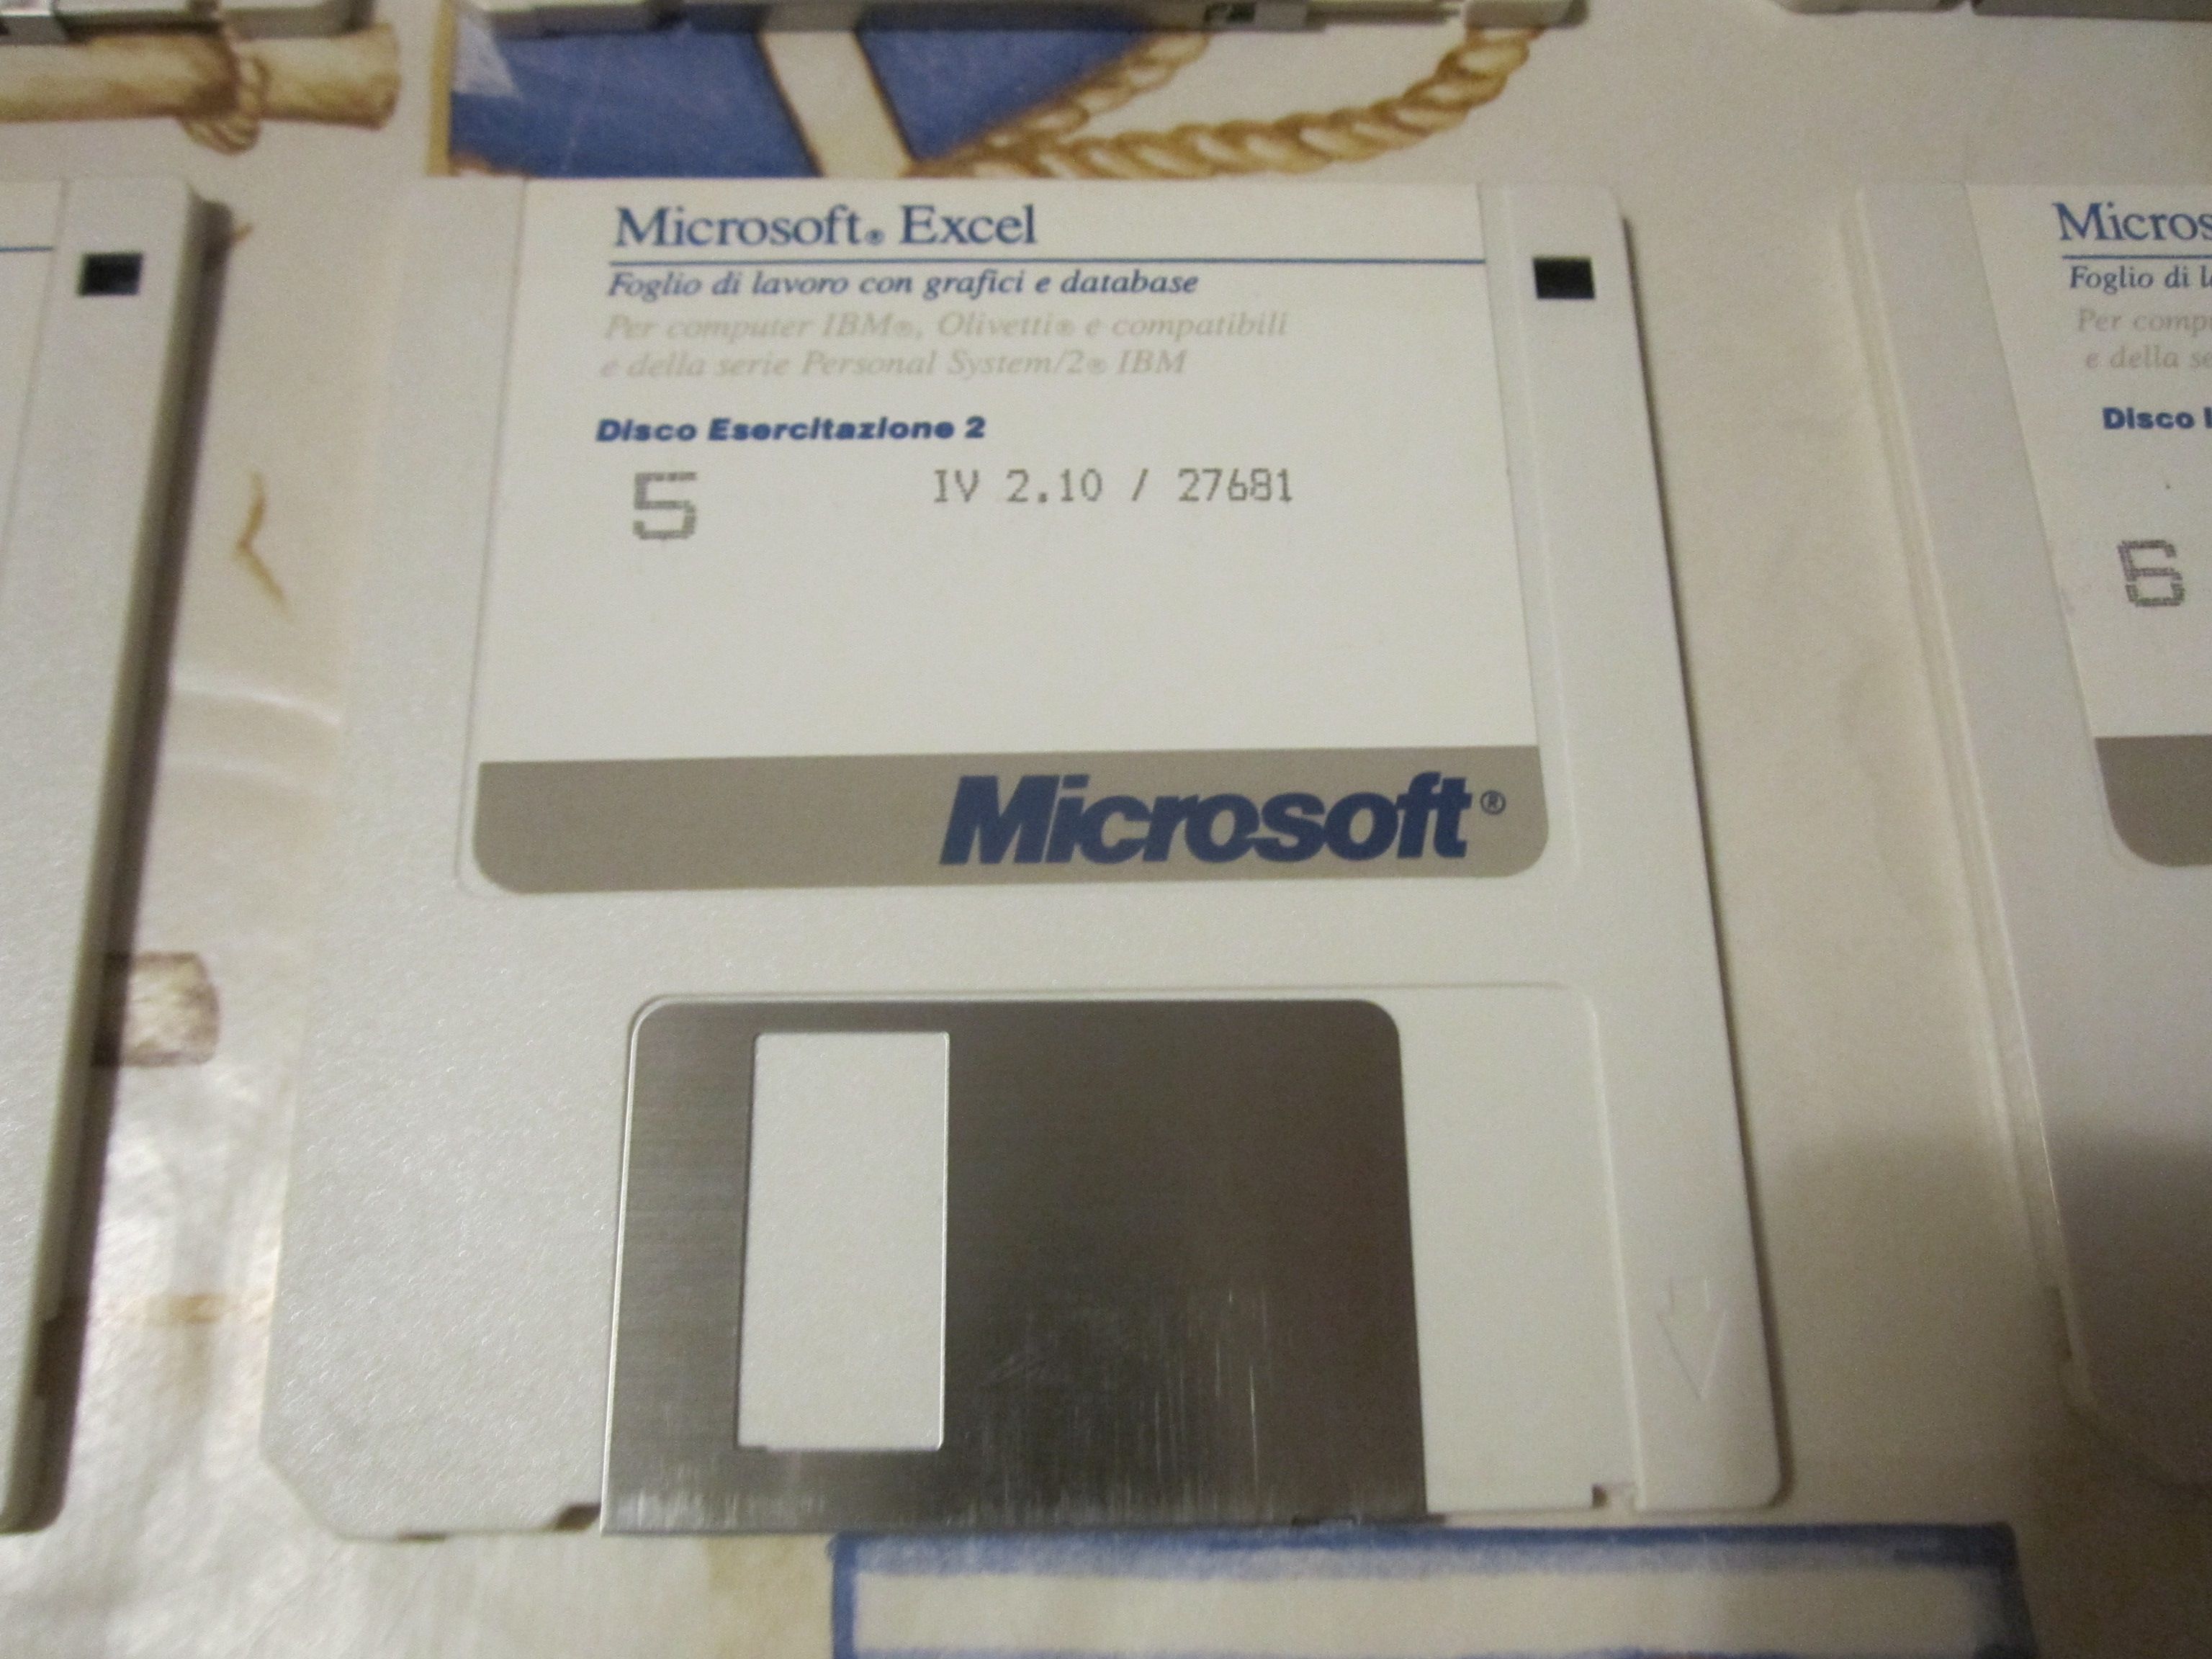 Microsoft® Excel
Foglio di lavoro con grafici e database
Per computer IBM®, Olivetti® e compatibili
e della serie Personal System/2® IBM
Disco Esercitazione 2
5 IV 2.10 / 27681
Microsoft®
Micros
Foglio di l
Per comp
e della se
Disco
6